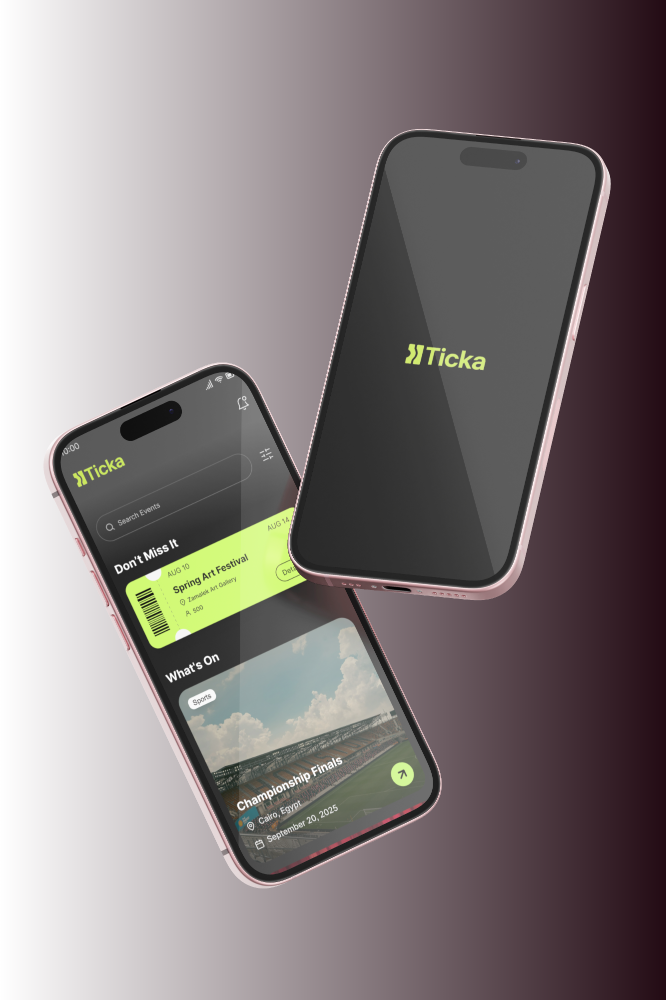 Ticka
10:00
Ticka
Search Events
Don't Miss It
AUG 10
AUG 14
Spring Art Festival
Zamalek Art Gallery
500
What's On
Sports
Championship Finals
Cairo, Egypt
September 20, 2025